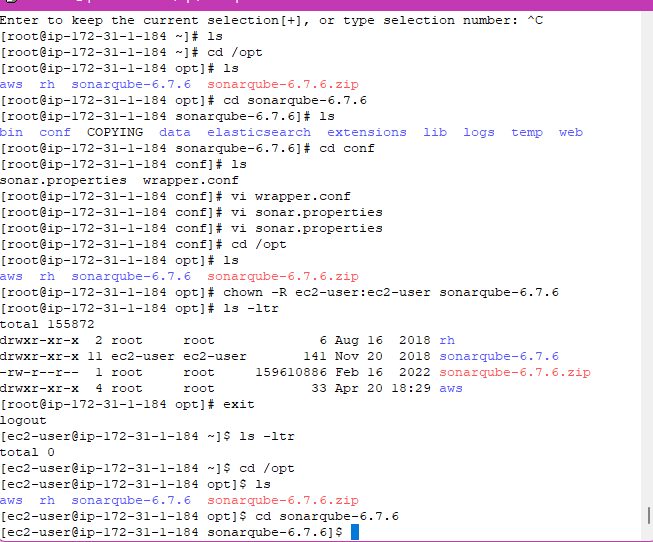 Enter to keep the current selection[+], or type selection number: ^C
[root@ip-172-31-1-184 ~]# ls
[root@ip-172-31-1-184 ~]# cd /opt
[root@ip-172-31-1-184 opt]# ls
aws  rh  sonarqube-6.7.6  sonarqube-6.7.6.zip
[root@ip-172-31-1-184 opt]# cd sonarqube-6.7.6
[root@ip-172-31-1-184 sonarqube-6.7.6]# ls
bin  conf  COPYING  data  elasticsearch  extensions  lib  logs  temp  web
[root@ip-172-31-1-184 sonarqube-6.7.6]# cd conf
[root@ip-172-31-1-184 conf]# ls
sonar.properties  wrapper.conf
[root@ip-172-31-1-184 conf]# vi wrapper.conf
[root@ip-172-31-1-184 conf]# vi sonar.properties
[root@ip-172-31-1-184 conf]# vi sonar.properties
[root@ip-172-31-1-184 conf]# cd /opt
[root@ip-172-31-1-184 opt]# ls
aws  rh  sonarqube-6.7.6  sonarqube-6.7.6.zip
[root@ip-172-31-1-184 opt]# chown -R ec2-user:ec2-user sonarqube-6.7.6
[root@ip-172-31-1-184 opt]# ls -ltr
total 155872
drwxr-xr-x  2 root     root             6 Aug 16  2018 rh
drwxr-xr-x 11 ec2-user ec2-user       141 Nov 20  2018 sonarqube-6.7.6
-rw-r--r--  1 root     root     159610886 Feb 16  2022 sonarqube-6.7.6.zip
drwxr-xr-x  4 root     root            33 Apr 20 18:29 aws
[root@ip-172-31-1-184 opt]# exit
logout
[ec2-user@ip-172-31-1-184 ~]$ ls -ltr
total 0
[ec2-user@ip-172-31-1-184 ~]$ cd /opt
[ec2-user@ip-172-31-1-184 opt]$ ls
aws  rh  sonarqube-6.7.6  sonarqube-6.7.6.zip
[ec2-user@ip-172-31-1-184 opt]$ cd sonarqube-6.7.6
[ec2-user@ip-172-31-1-184 sonarqube-6.7.6]$